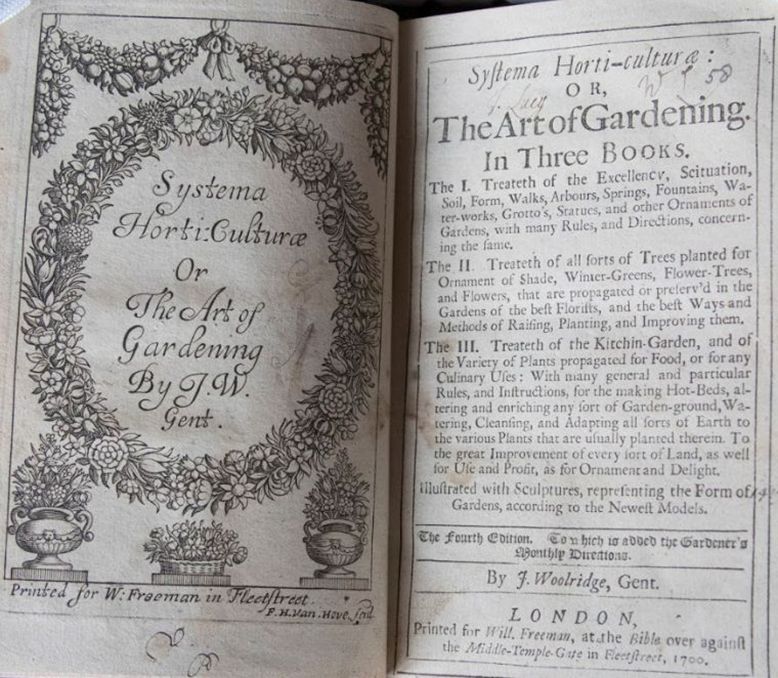 Systema
Horti-Culturæ
Or
The Art of
Gardening
By J. W.
Gent.
Printed for W: Freeman in Fleetstreet.
F. H. Van. Hove. Sculp
Systema Horti-culturæ:
OR,
The Art of Gardening.
In Three BOOKS.
The I. Treateth of the Excellency, Scituation,
Soil, Form, Walks, Arbours, Springs, Fountains, Wa-
ter-works, Grotto's, Statues, and other Ornaments of
Gardens, with many Rules, and Directions, concern-
ing the same.
The II. Treateth of all sorts of Trees planted for
Ornament of Shade, Winter-Greens, Flower-Trees,
and Flowers, that are propagated or preserv'd in the
Gardens of the best Florists, and the best Ways and
Methods of Raising, Planting, and Improving them.
The III. Treateth of the Kitchin-Garden, and of
the Variety of Plants propagated for Food, or for any
Culinary Uses: With many general and particular
Rules, and Instructions, for the making Hot-Beds, al-
tering and enriching any sort of Garden-ground, Wa-
tering, Cleansing, and Adapting all sorts of Earth to
the various Plants that are usually planted therein. To
the great Improvement of every sort of Land, as well
for Use and Profit, as for Ornament and Delight.
Illustrated with Sculptures, representing the Form of
Gardens, according to the Newest Models.
The Fourth Edition. To which is added the Gardener's
Monthly Directions.
By J. Woolridge, Gent.
LONDON,
Printed for Will. Freeman, at the Bible over against
the Middle-Temple-Gate in Fleetstreet, 1700.